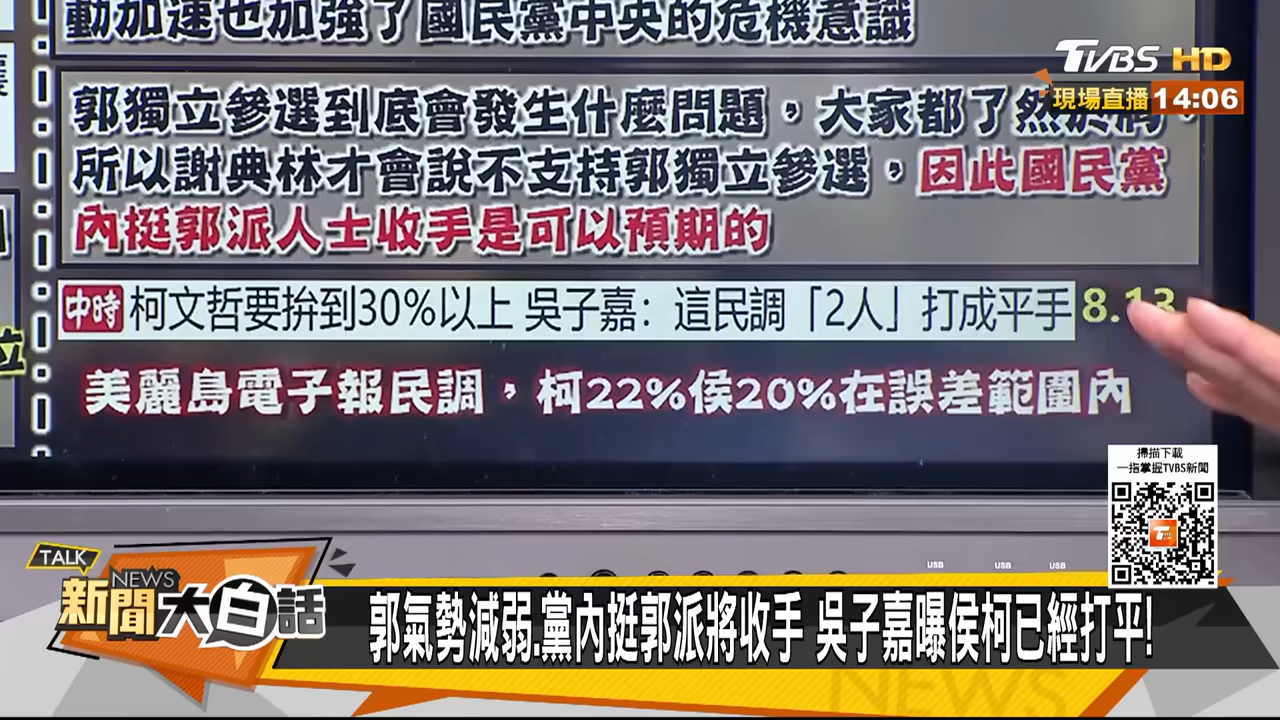 動加速也加強了國民黨中央的危機意識
TVBS HD
現場直播 14:06
郭獨立參選到底會發生什麼問題，大家都了然於胸，
所以謝典林才會說不支持郭獨立參選，因此國民黨
內挺郭派人士收手是可以預期的
中時 柯文哲要拚到30%以上 吳子嘉：這民調「2人」打成平手 8.13
美麗島電子報民調，柯22%侯20%在誤差範圍內
位
掃描下載
一指掌握TVBS新聞
USB USB USB
TALK
NEWS
新聞大白話
郭氣勢減弱.黨內挺郭派將收手 吳子嘉曝侯柯已經打平!
NEWS